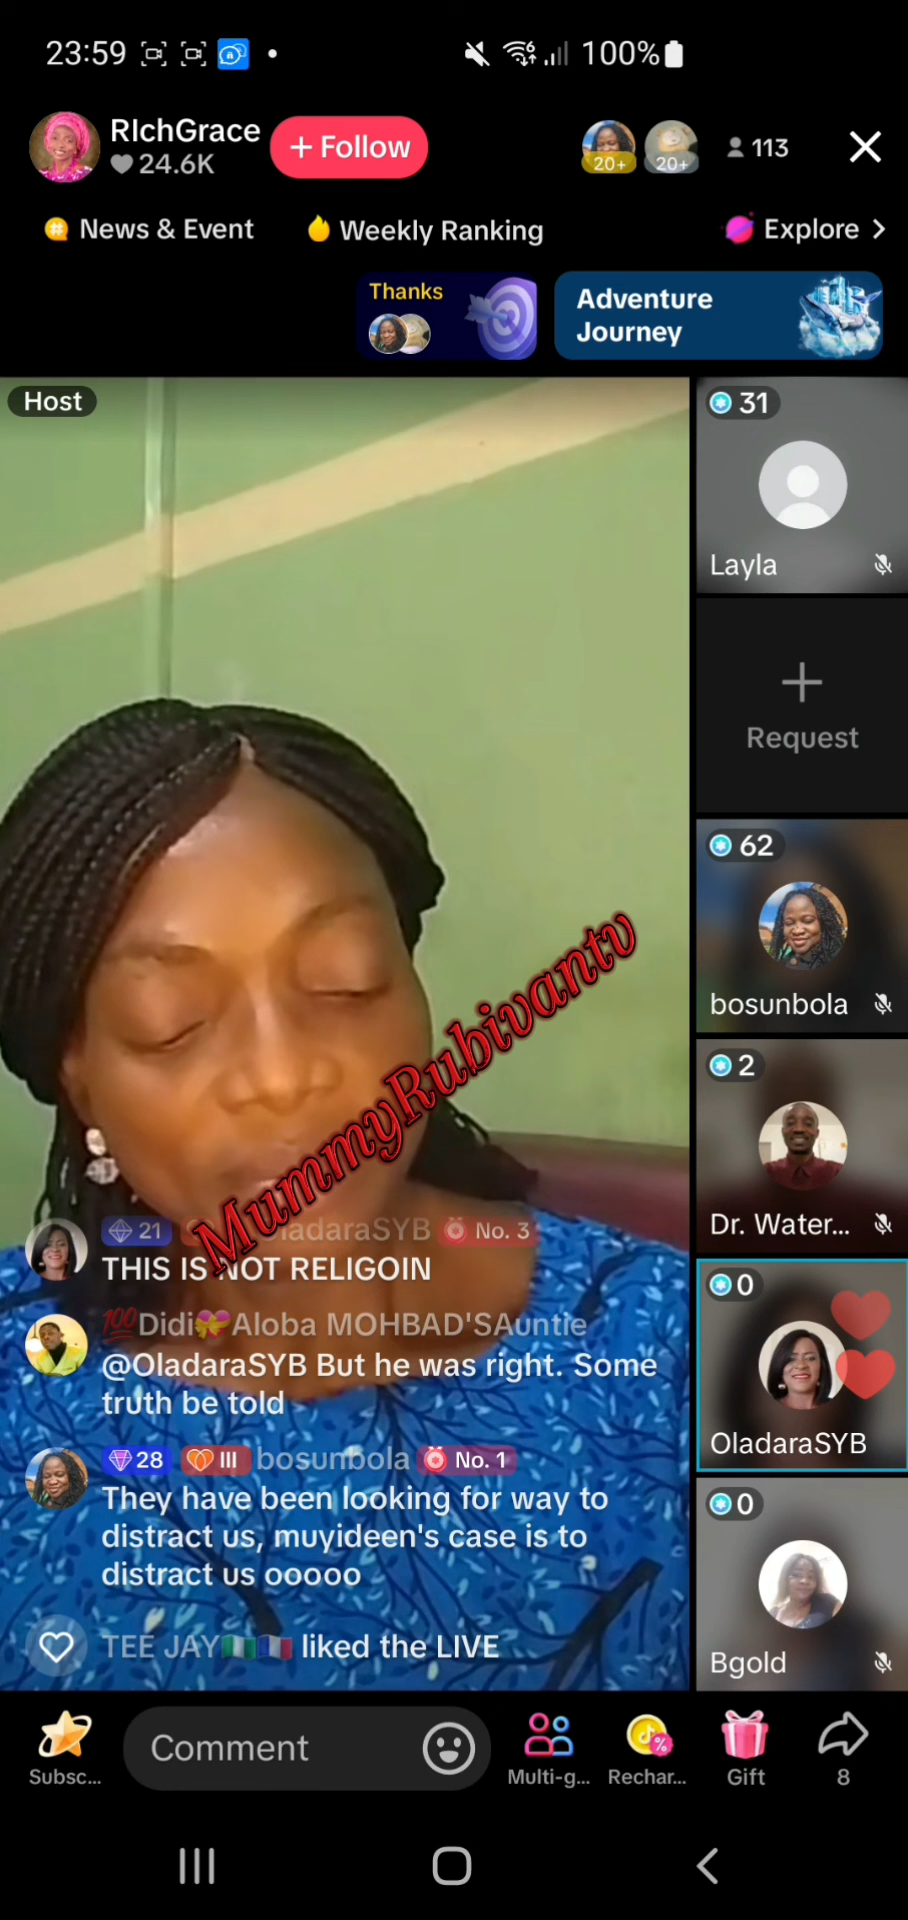 23:59
100%
RIchGrace
24.6K
+ Follow
20+
20+
113
News & Event
Weekly Ranking
Explore >
Thanks
Adventure
Journey
Host
31
Layla
Request
62
bosunbola
2
Dr. Water...
0
OladaraSYB
0
Bgold
MummyRubivantv
21
ladaraSYB No. 3
THIS IS NOT RELIGOIN
💯Didi💝Aloba MOHBAD'SAuntie
@OladaraSYB But he was right. Some
truth be told
28 III bosunbola No. 1
They have been looking for way to
distract us, muyideen's case is to
distract us ooooo
TEE JAY🇳🇬🇫🇷 liked the LIVE
Subsc...
Comment
Multi-g...
Rechar...
Gift
8